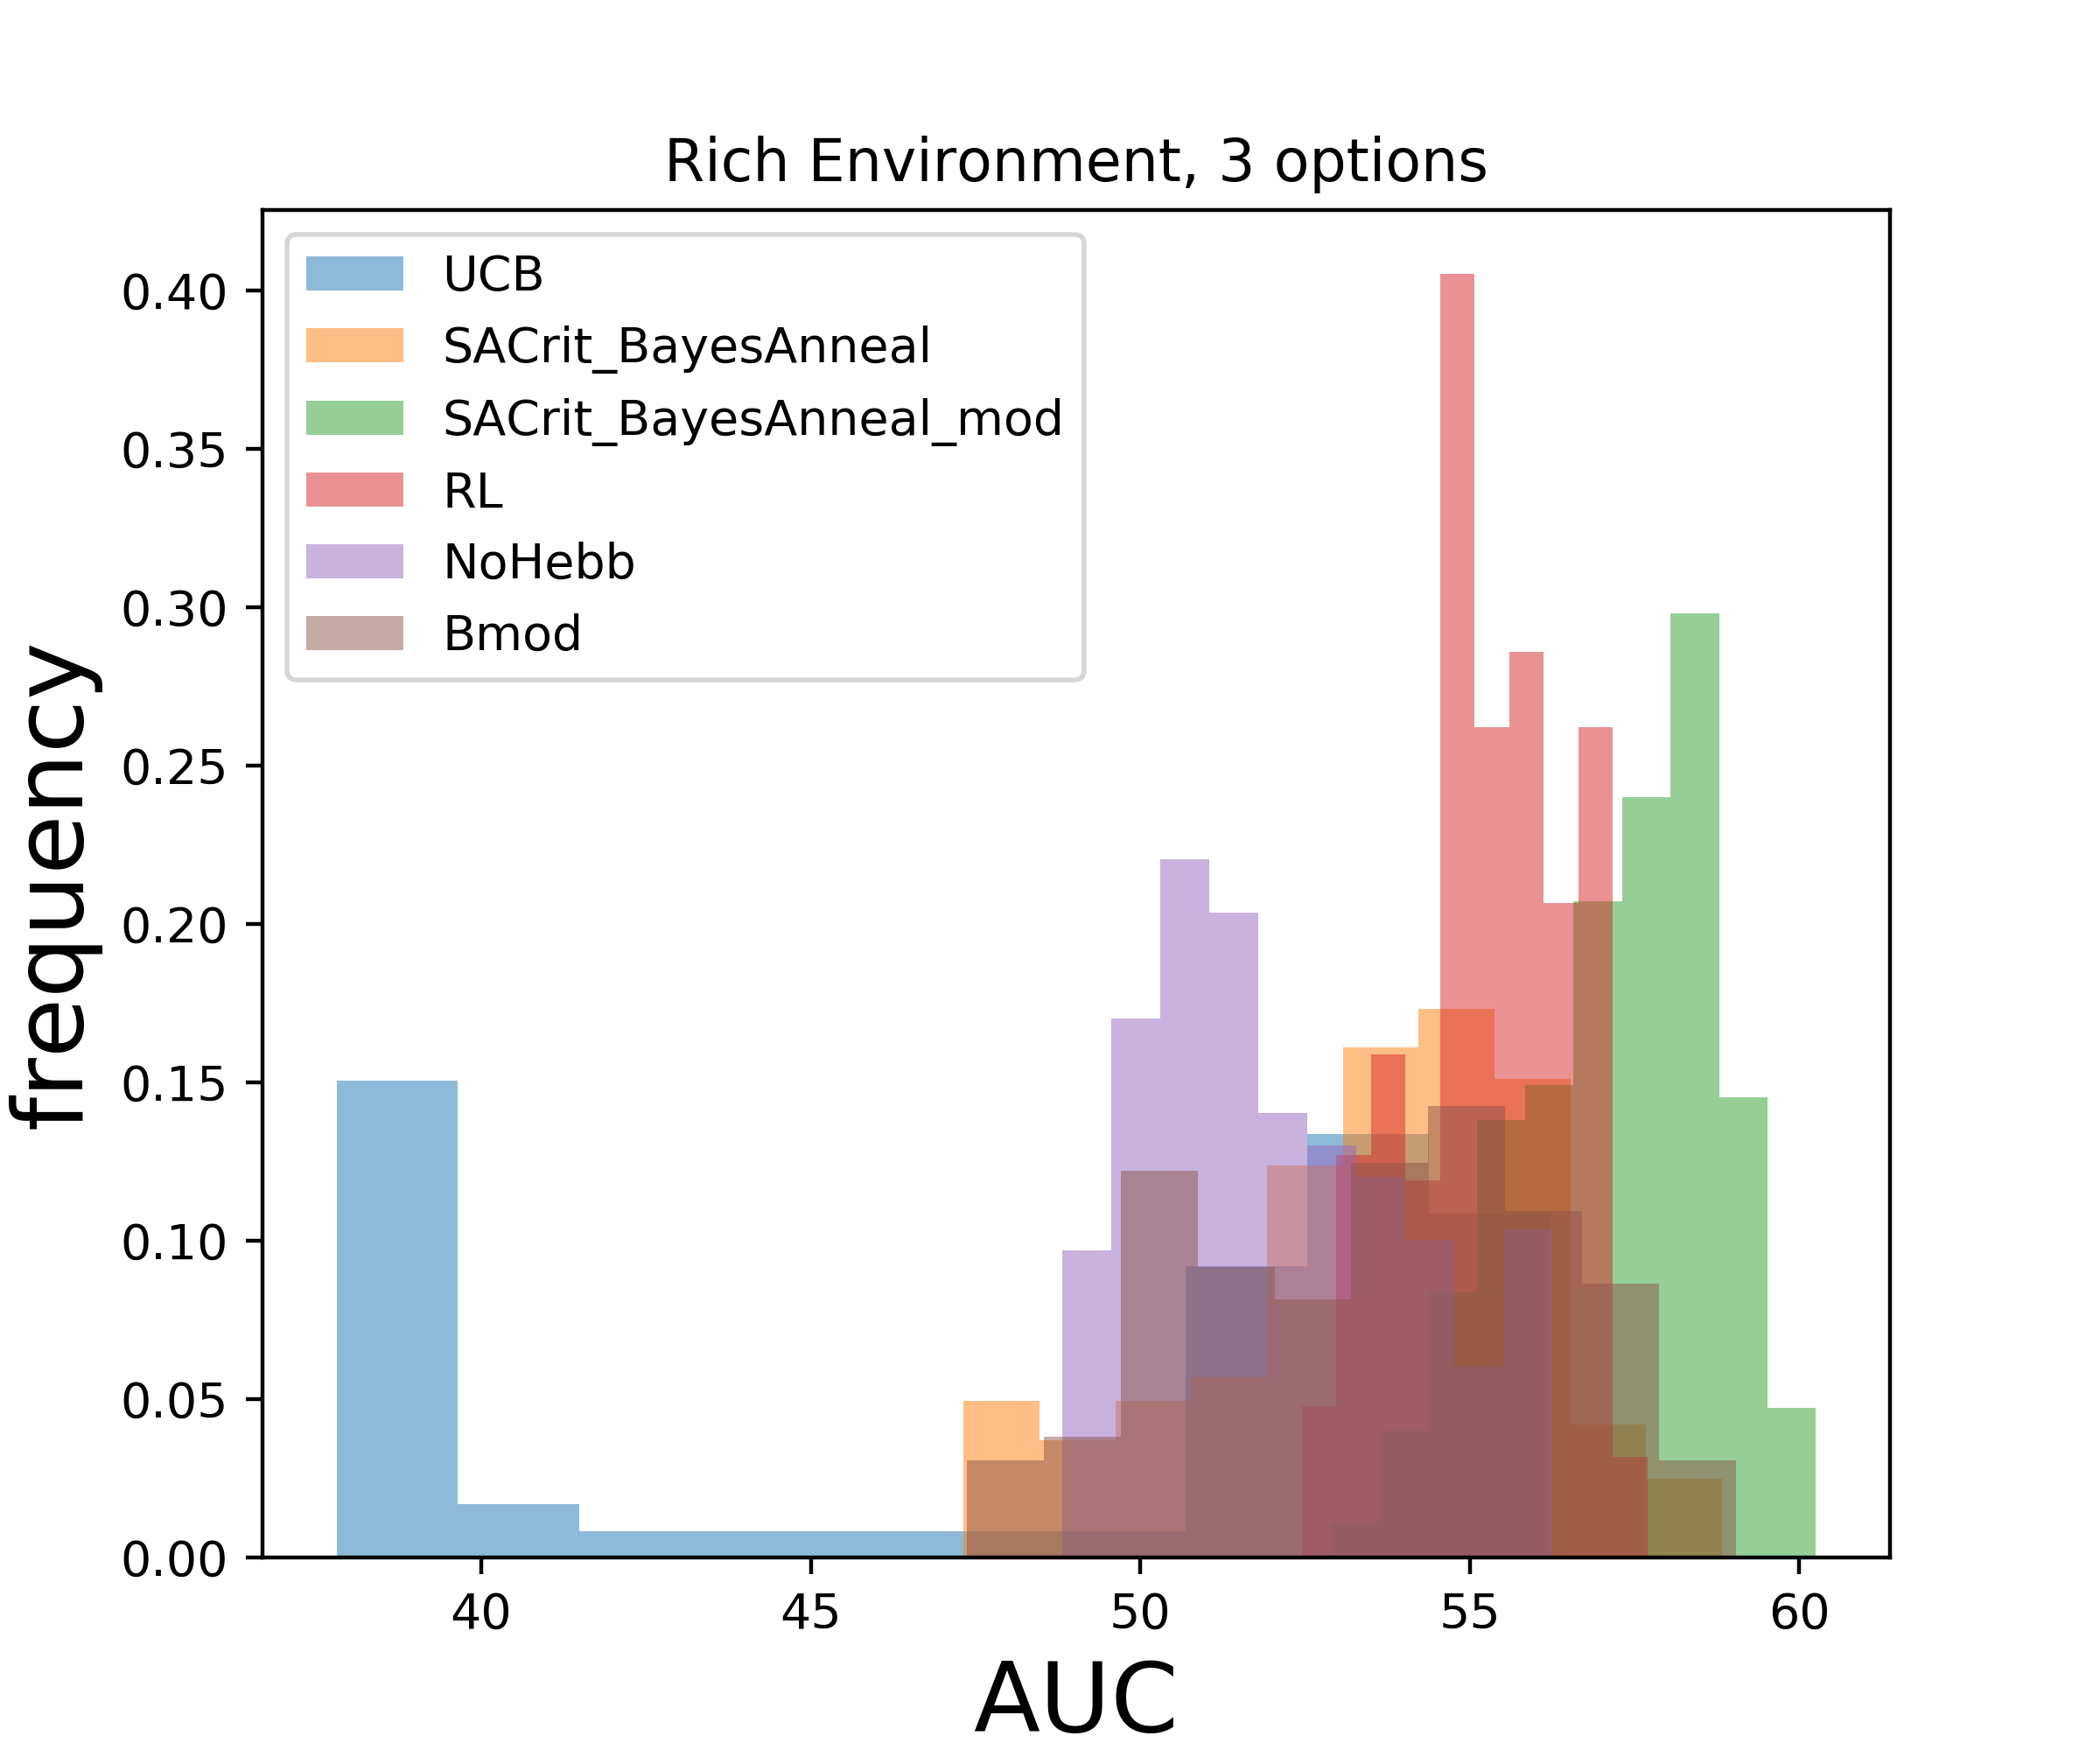 Rich Environment, 3 options
UCB
SACrit_BayesAnneal
SACrit_BayesAnneal_mod
RL
NoHebb
Bmod
frequency
0.40
0.35
0.30
0.25
0.20
0.15
0.10
0.05
0.00
40 45 50 55 60
AUC